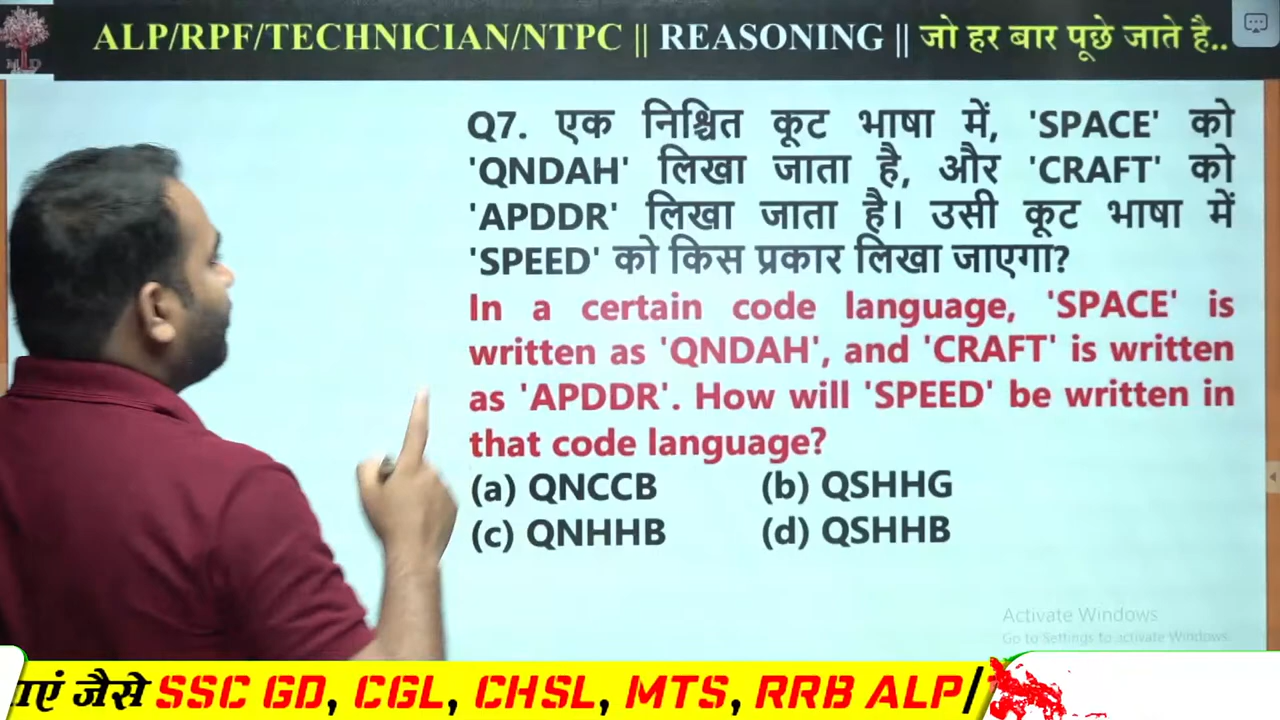 ALP/RPF/TECHNICIAN/NTPC || REASONING || जो हर बार पूछे जाते है..
Q7. एक निश्चित कूट भाषा में, 'SPACE' को
'QNDAH' लिखा जाता है, और 'CRAFT' को
'APDDR' लिखा जाता है। उसी कूट भाषा में
'SPEED' को किस प्रकार लिखा जाएगा?
In a certain code language, 'SPACE' is
written as 'QNDAH', and 'CRAFT' is written
as 'APDDR'. How will 'SPEED' be written in
that code language?
(a) QNCCB (b) QSHHG
(c) QNHHB (d) QSHHB
Activate Windows
Go to Settings to activate Windows.
जैसे SSC GD, CGL, CHSL, MTS, RRB ALP/